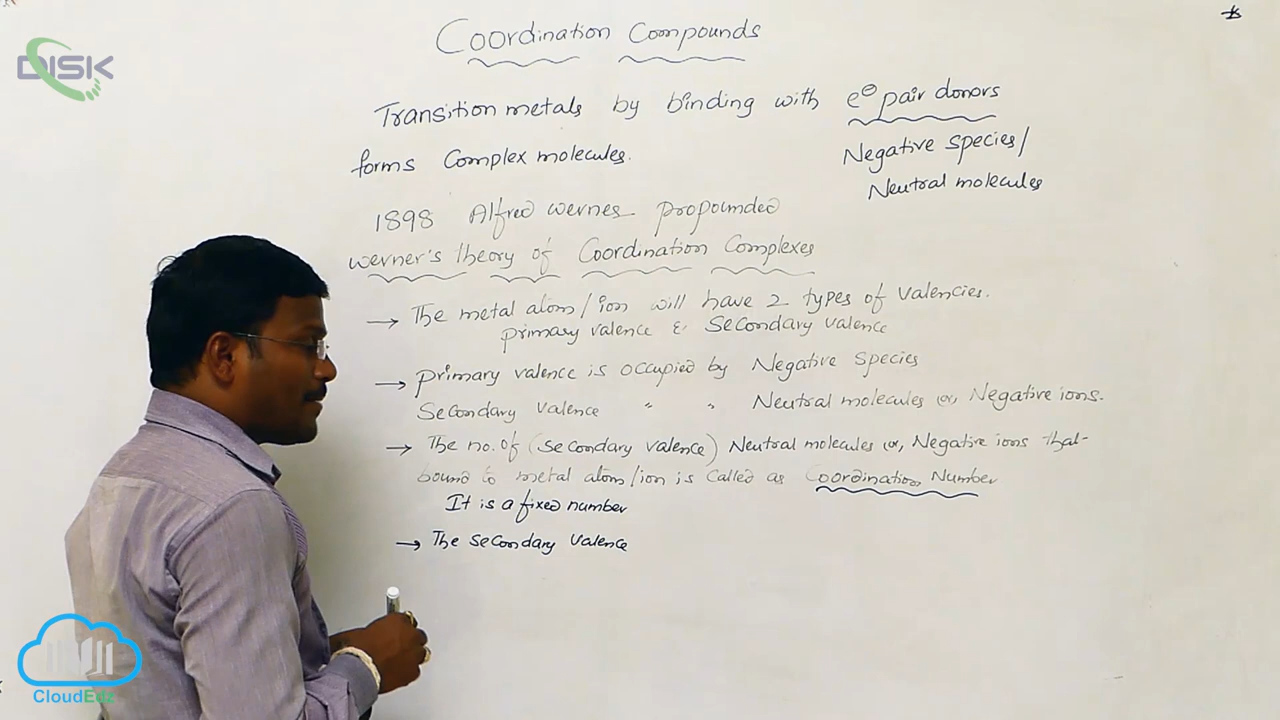 DISK
Coordination Compounds
Transition metals by binding with e⊖ pair donors
forms Complex molecules.
Negative species/
Neutral molecules
1898 Alfred Werner propounded
Werner's theory of Coordination Complexes
→ The metal atom/ion will have 2 types of valencies.
primary valence & Secondary valence
→ primary valence is occupied by Negative Species
Secondary valence " " Neutral molecules or, Negative ions.
→ The no. of (secondary valence) Neutral molecules or, Negative ions that
bound to metal atom/ion is called as Coordination Number
It is a fixed number
→ The secondary valence
CloudEdz